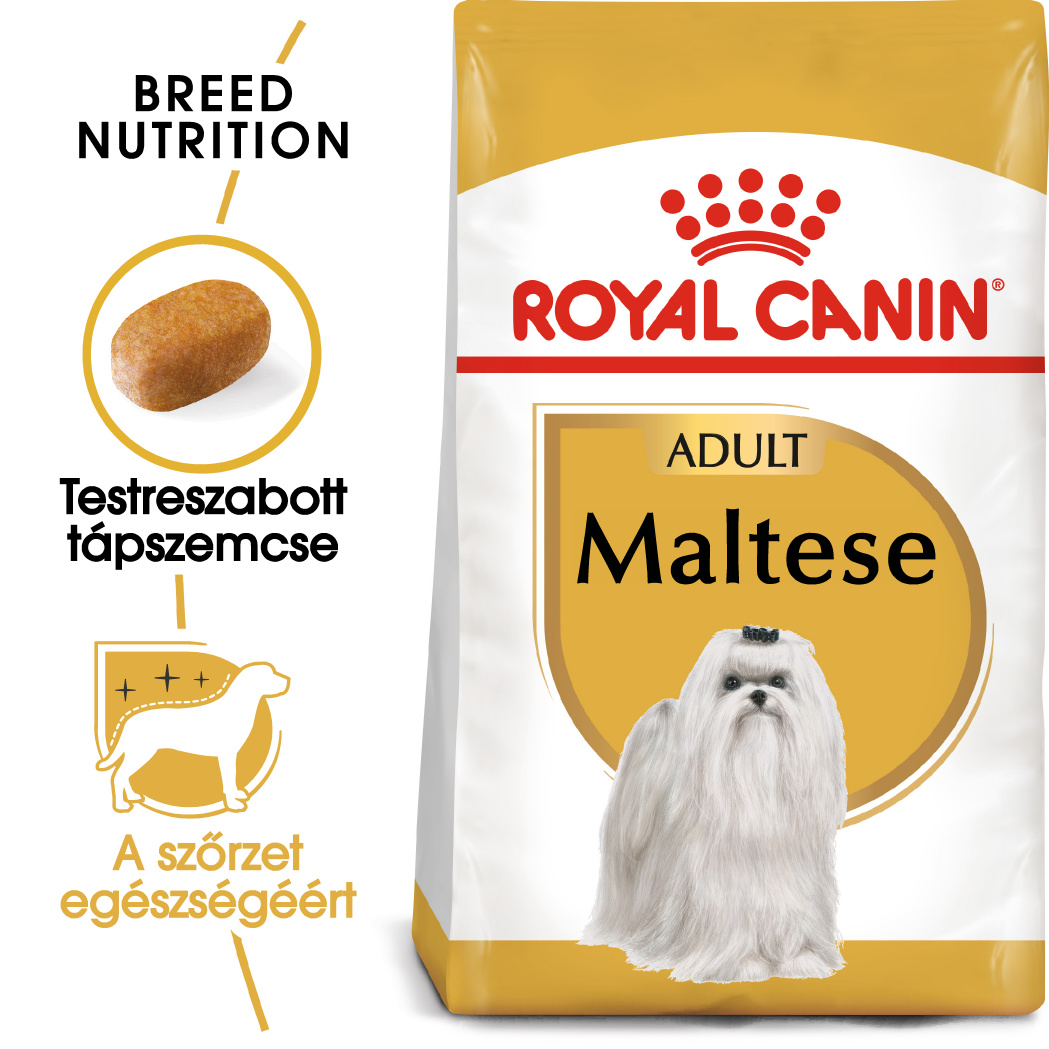 BREED
NUTRITION
Testreszabott
tápszemcse
A szőrzet
egészségéért
ROYAL CANIN®
ADULT
Maltese